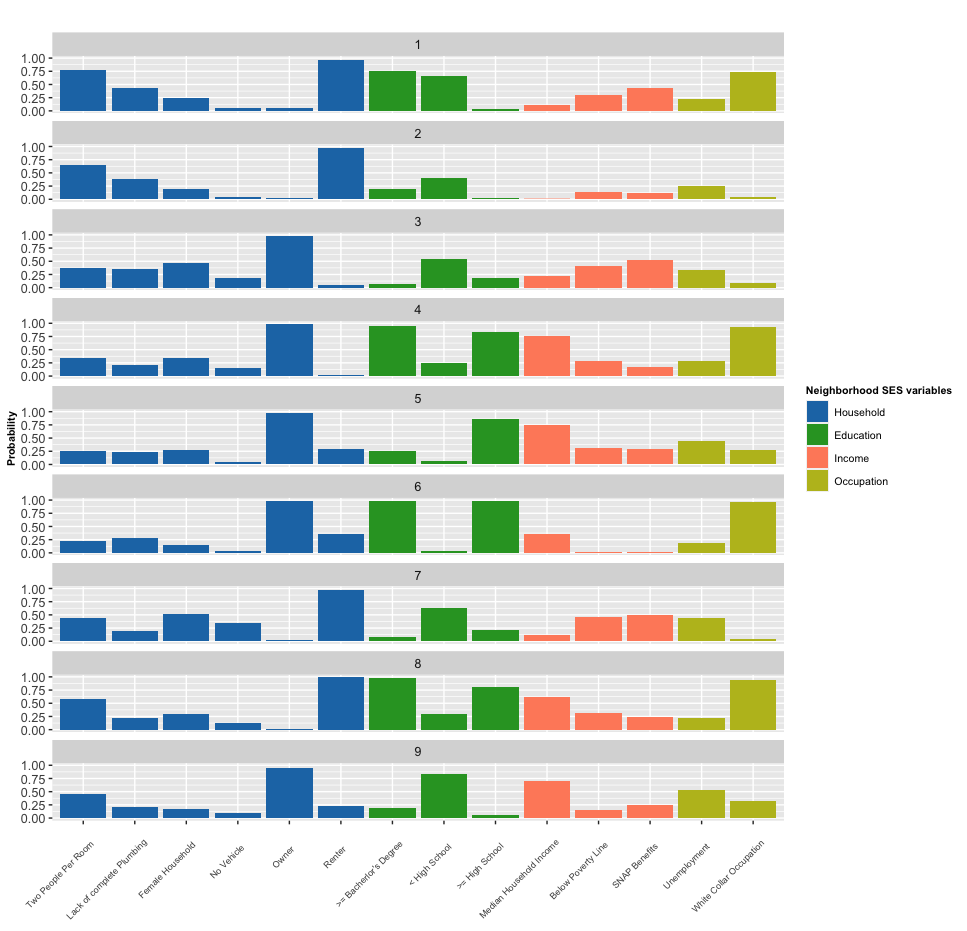 1
1.00
0.75
0.50
0.25
0.00
2
1.00
0.75
0.50
0.25
0.00
3
1.00
0.75
0.50
0.25
0.00
4
1.00
0.75
0.50
0.25
0.00
5
1.00
0.75
0.50
0.25
0.00
6
1.00
0.75
0.50
0.25
0.00
7
1.00
0.75
0.50
0.25
0.00
8
1.00
0.75
0.50
0.25
0.00
9
1.00
0.75
0.50
0.25
0.00
Probability
Two People Per Room
Lack of complete Plumbing
Female Household
No Vehicle
Owner
Renter
>= Bacherlor's Degree
< High School
>= High School
Median Household Income
Below Poverty Line
SNAP Benefits
Unemployment
White Collar Occupation
Neighborhood SES variables
Household
Education
Income
Occupation